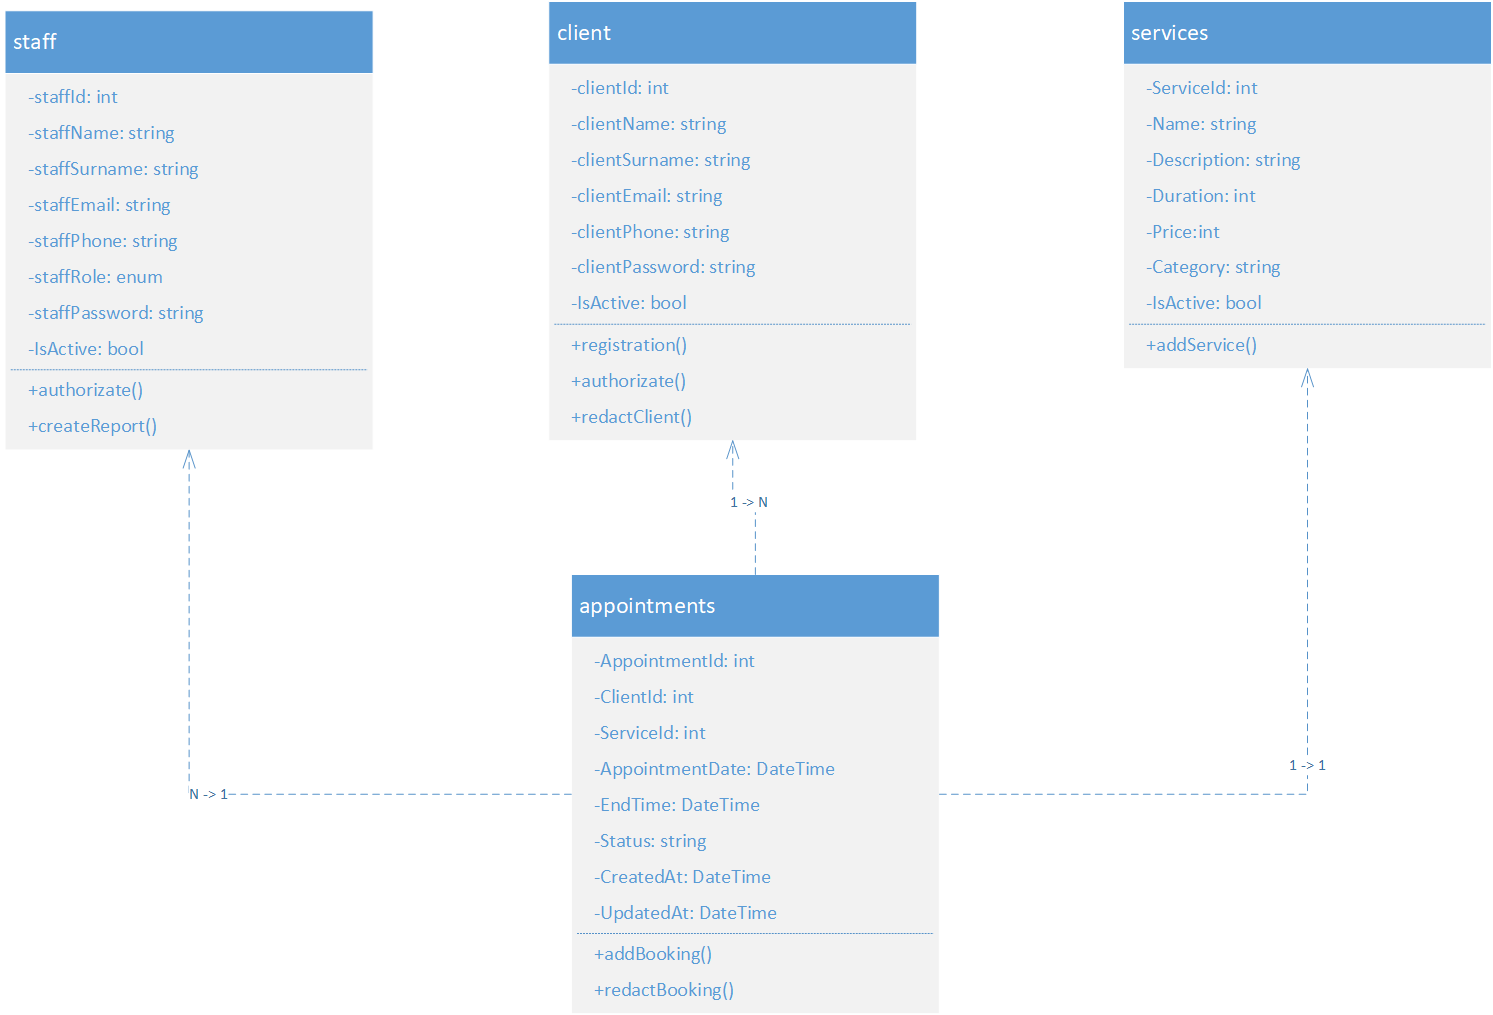 staff
-staffId: int
-staffName: string
-staffSurname: string
-staffEmail: string
-staffPhone: string
-staffRole: enum
-staffPassword: string
-IsActive: bool
+authorizate()
+createReport()
client
-clientId: int
-clientName: string
-clientSurname: string
-clientEmail: string
-clientPhone: string
-clientPassword: string
-IsActive: bool
+registration()
+authorizate()
+redactClient()
services
-ServiceId: int
-Name: string
-Description: string
-Duration: int
-Price:int
-Category: string
-IsActive: bool
+addService()
1 -> N
N -> 1
1 -> 1
appointments
-AppointmentId: int
-ClientId: int
-ServiceId: int
-AppointmentDate: DateTime
-EndTime: DateTime
-Status: string
-CreatedAt: DateTime
-UpdatedAt: DateTime
+addBooking()
+redactBooking()